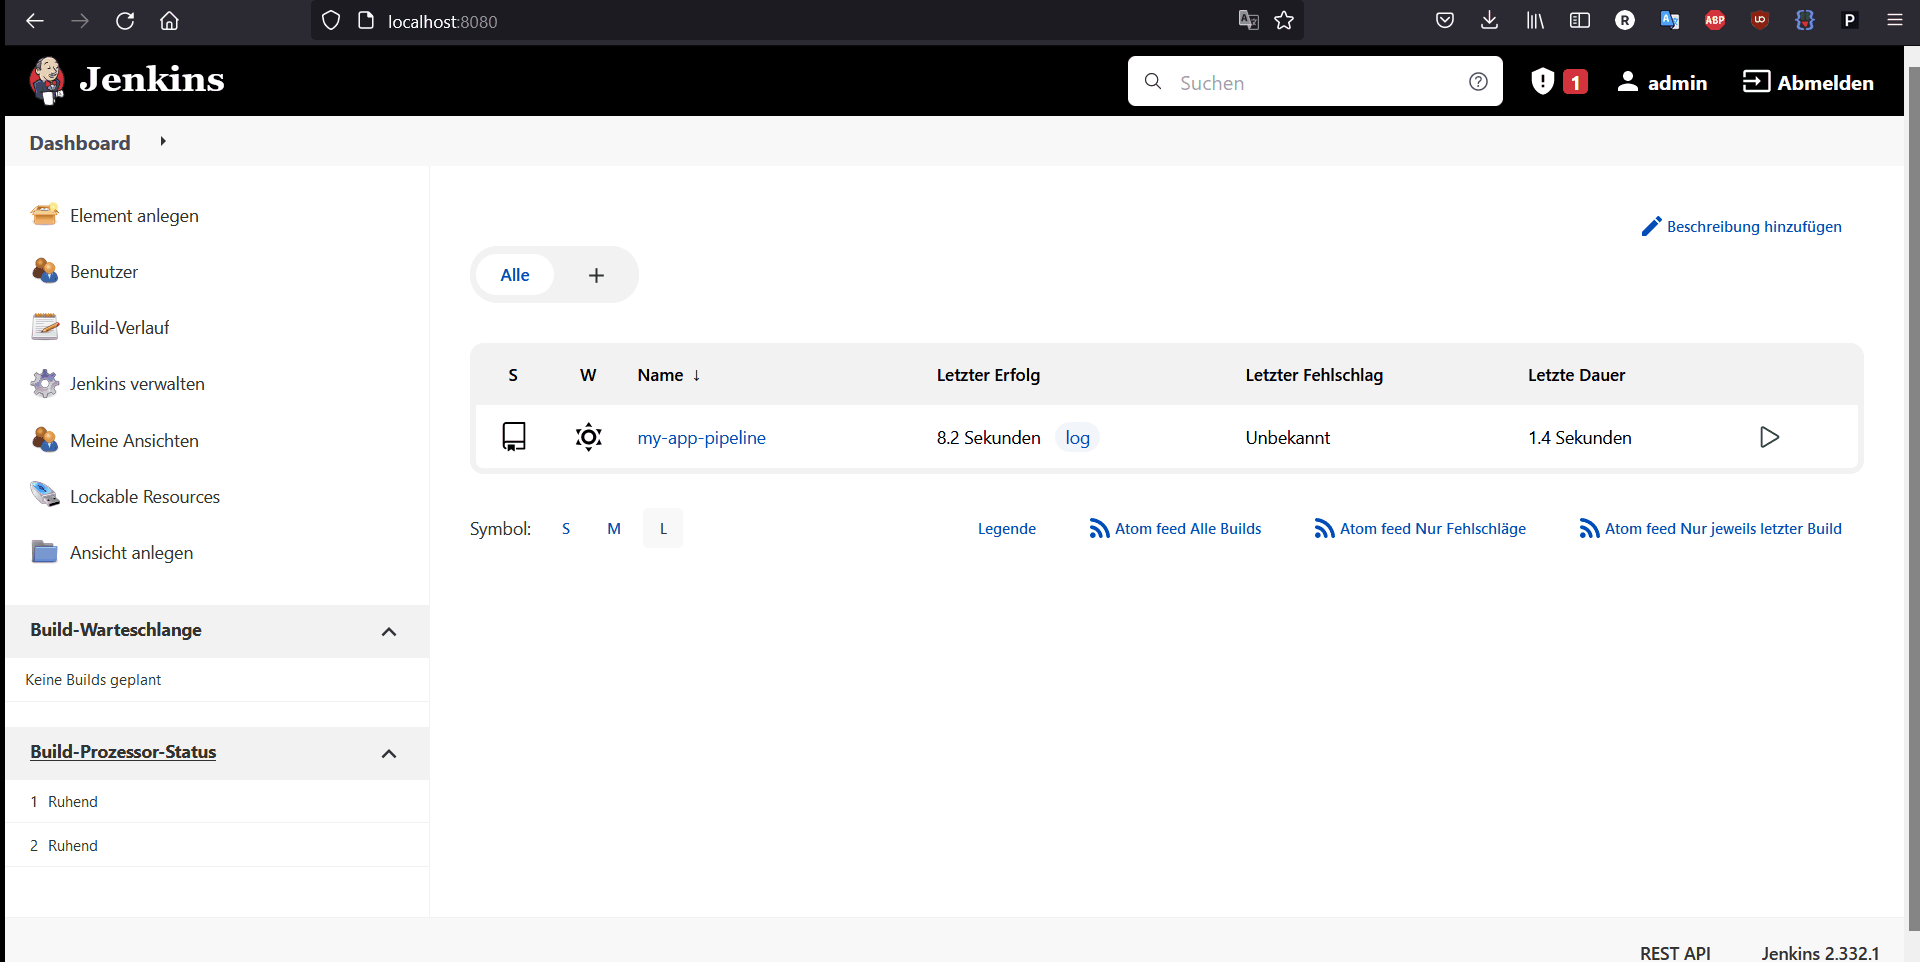 localhost:8080
R
ABP
P
Jenkins
Suchen
1
admin
Abmelden
Dashboard
Element anlegen
Benutzer
Build-Verlauf
Jenkins verwalten
Meine Ansichten
Lockable Resources
Ansicht anlegen
Build-Warteschlange
Keine Builds geplant
Build-Prozessor-Status
1 Ruhend
2 Ruhend
Beschreibung hinzufügen
Alle +
S W Name ↓ Letzter Erfolg Letzter Fehlschlag Letzte Dauer
my-app-pipeline 8.2 Sekunden log Unbekannt 1.4 Sekunden
Symbol: S M L
Legende Atom feed Alle Builds Atom feed Nur Fehlschläge Atom feed Nur jeweils letzter Build
REST API Jenkins 2.332.1